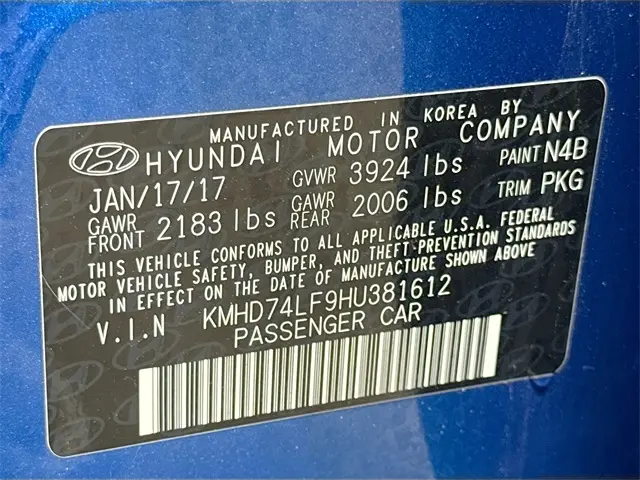 MANUFACTURED IN KOREA BY
HYUNDAI MOTOR COMPANY
JAN/17/17 GVWR 3924 lbs PAINT N4B
GAWR FRONT 2183 lbs GAWR REAR 2006 lbs TRIM PKG
THIS VEHICLE CONFORMS TO ALL APPLICABLE U.S.A. FEDERAL
MOTOR VEHICLE SAFETY, BUMPER, AND THEFT-PREVENTION STANDARDS
IN EFFECT ON THE DATE OF MANUFACTURE SHOWN ABOVE
V.I.N KMHD74LF9HU381612
PASSENGER CAR